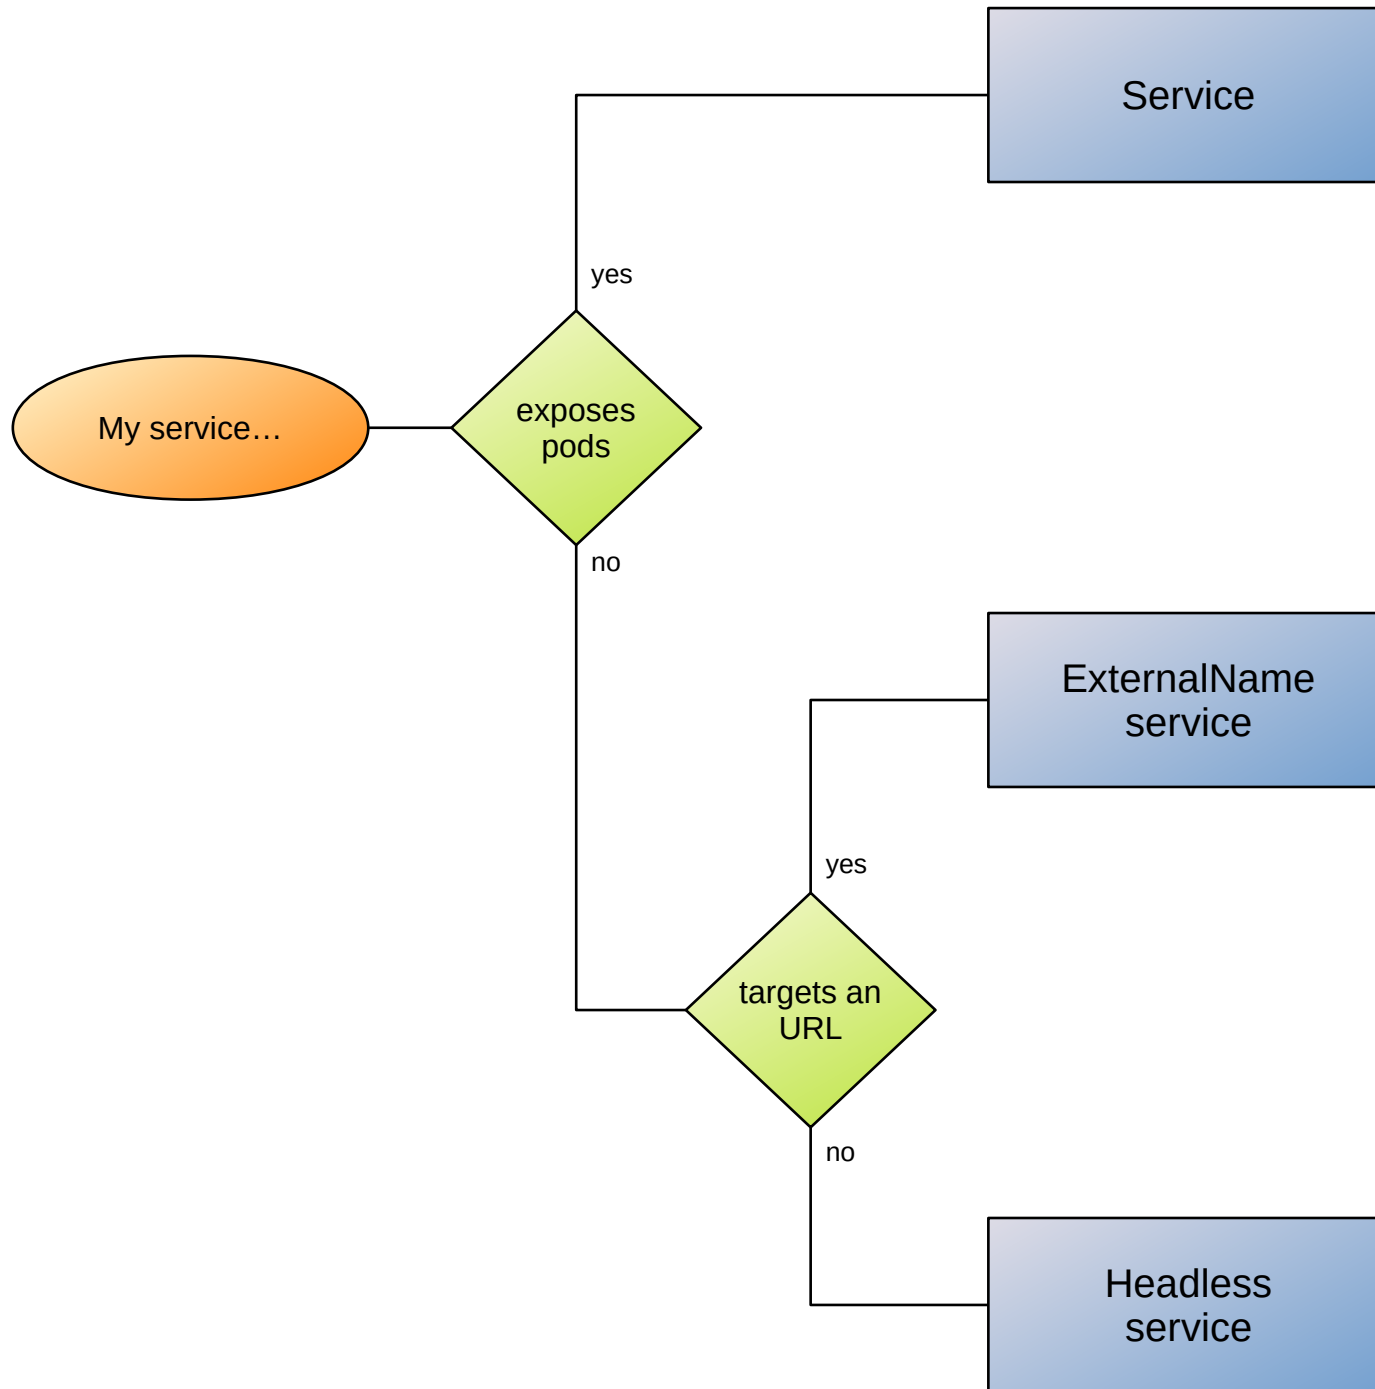 Service
yes
My service…
exposes
pods
no
ExternalName
service
yes
targets an
URL
no
Headless
service